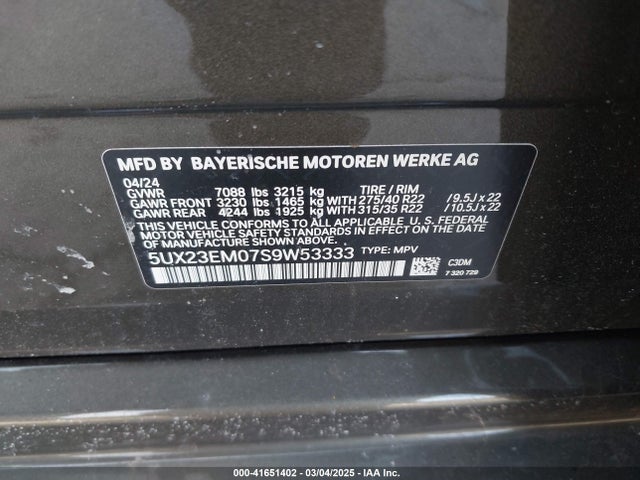 MFD BY BAYERISCHE MOTOREN WERKE AG
04/24
GVWR 7088 lbs 3215 kg TIRE / RIM
GAWR FRONT 3230 lbs 1465 kg WITH 275/40 R22 / 9.5J x 22
GAWR REAR 4244 lbs 1925 kg WITH 315/35 R22 / 10.5J x 22
THIS VEHICLE CONFORMS TO ALL APPLICABLE U. S. FEDERAL
MOTOR VEHICLE SAFETY STANDARDS IN EFFECT ON THE
DATE OF MANUFACTURE SHOWN ABOVE.
5UX23EM07S9W53333 TYPE: MPV C3DM
7 320 729
000-41651402 - 03/04/2025 - IAA Inc.